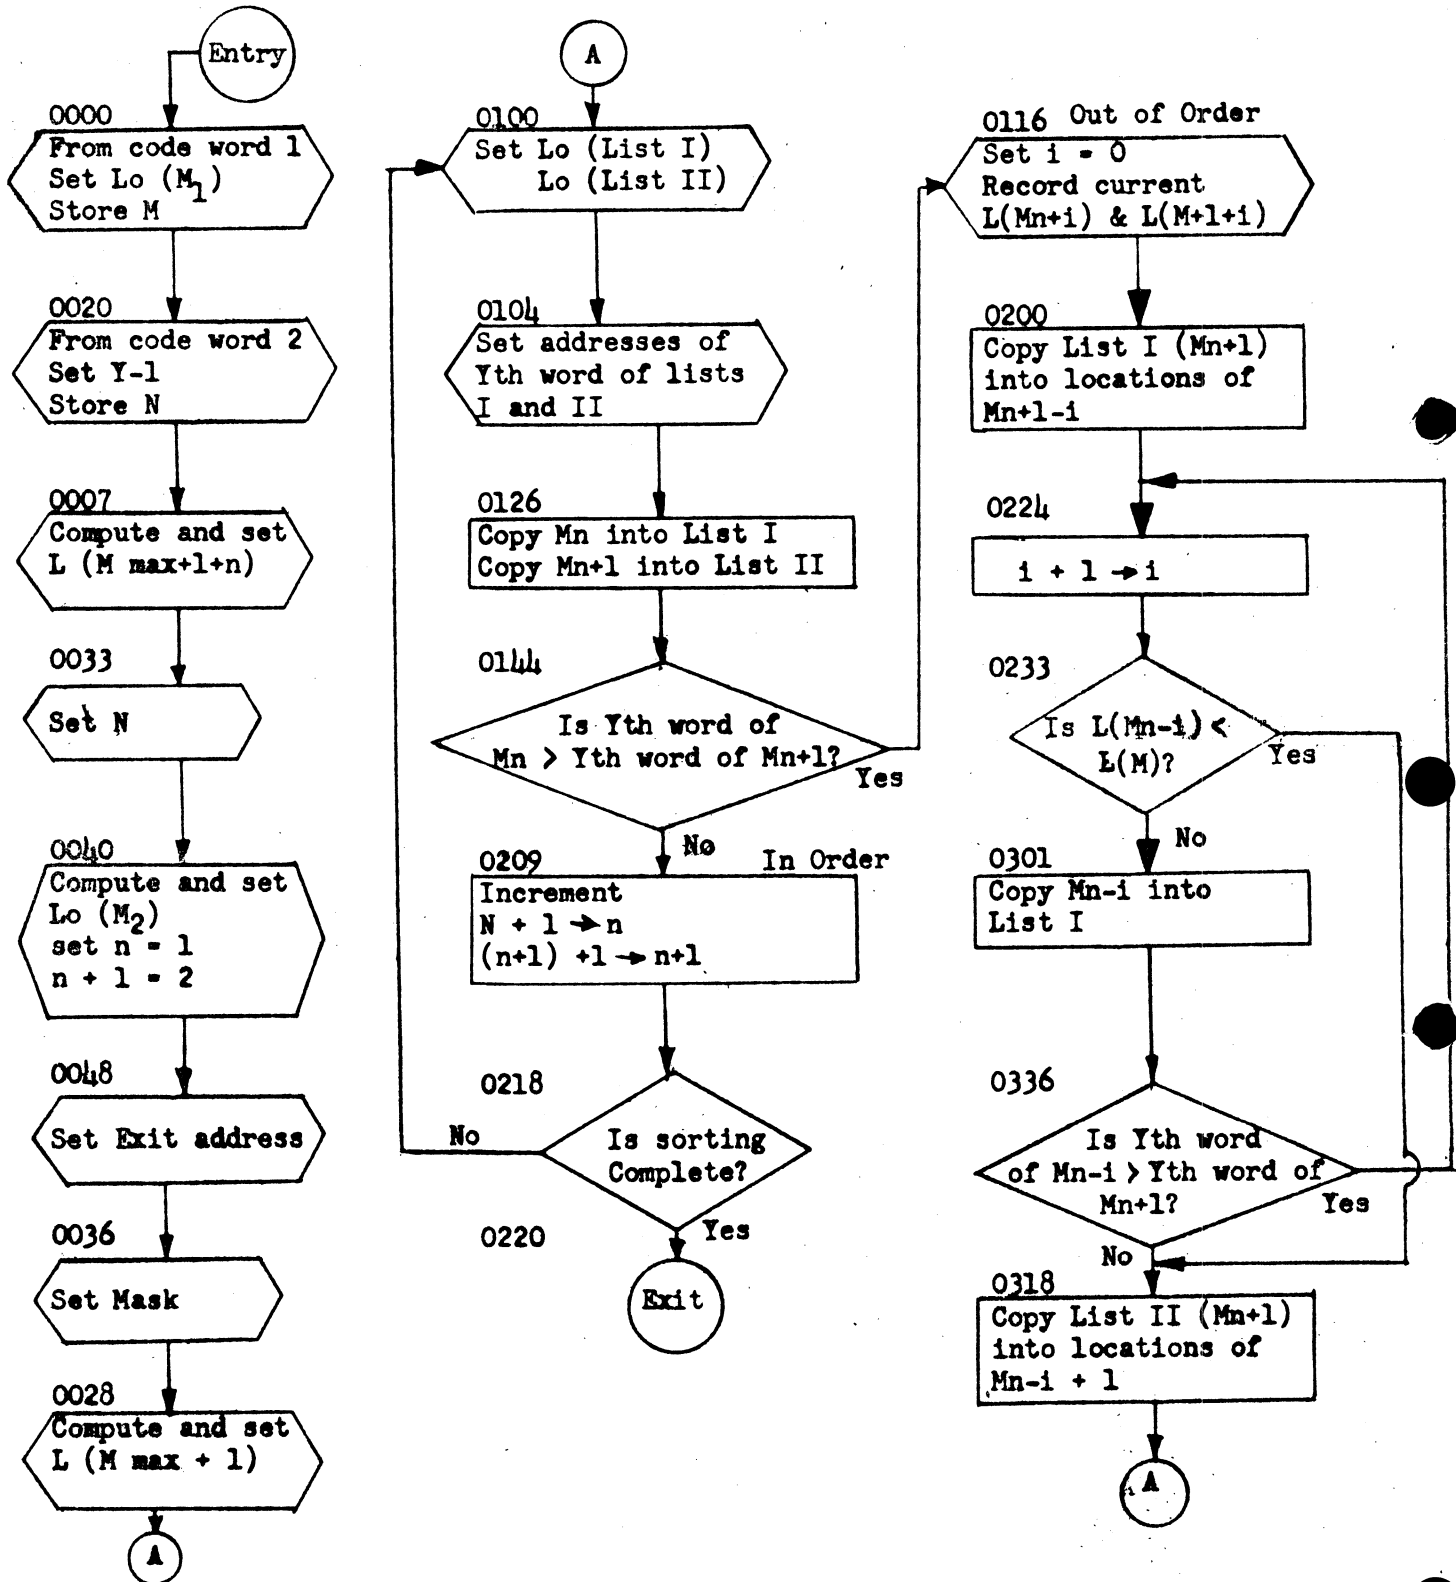 Entry
0000
From code word 1
Set Lo (M1)
Store M
0020
From code word 2
Set Y-1
Store N
0007
Compute and set
L (M max+1+n)
0033
Set N
0040
Compute and set
Lo (M2)
set n = 1
n + 1 = 2
0048
Set Exit address
0036
Set Mask
0028
Compute and set
L (M max + 1)
A
A
0100
Set Lo (List I)
Lo (List II)
0104
Set addresses of
Yth word of lists
I and II
0126
Copy Mn into List I
Copy Mn+1 into List II
0144
Is Yth word of
Mn > Yth word of Mn+1?
Yes
No
0209
In Order
Increment
N + 1 → n
(n+1) +1 → n+1
0218
No
Is sorting
Complete?
0220
Yes
Exit
0116 Out of Order
Set i = 0
Record current
L(Mn+i) & L(M+1+i)
0200
Copy List I (Mn+1)
into locations of
Mn+1-i
0224
i + 1 → i
0233
Is L(Mn-i) <
L(M)?
Yes
No
0301
Copy Mn-i into
List I
0336
Is Yth word
of Mn-i > Yth word of
Mn+1?
Yes
No
0318
Copy List II (Mn+1)
into locations of
Mn-i + 1
A